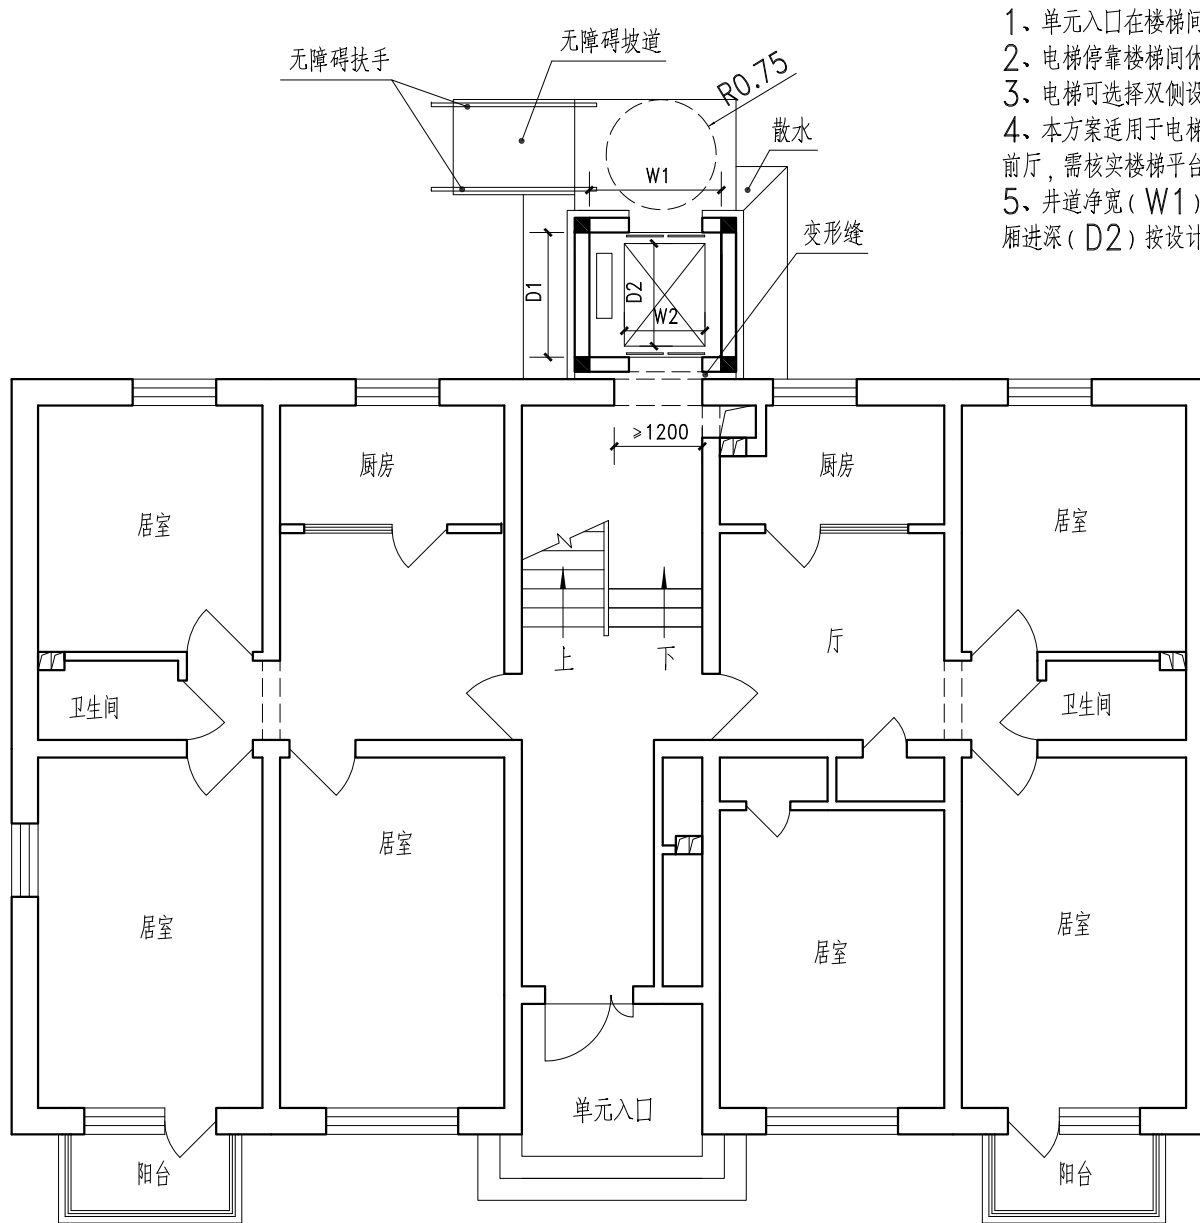 1、单元入口在楼梯间
2、电梯停靠楼梯间休
3、电梯可选择双侧设
4、本方案适用于电梯
前厅，需核实楼梯平台
5、井道净宽（W1）
厢进深（D2）按设计
无障碍扶手
无障碍坡道
R0.75
散水
W1
变形缝
D1
D2
W2
≥1200
厨房
厨房
居室
居室
厅
上
下
卫生间
卫生间
居室
居室
居室
居室
单元入口
阳台
阳台